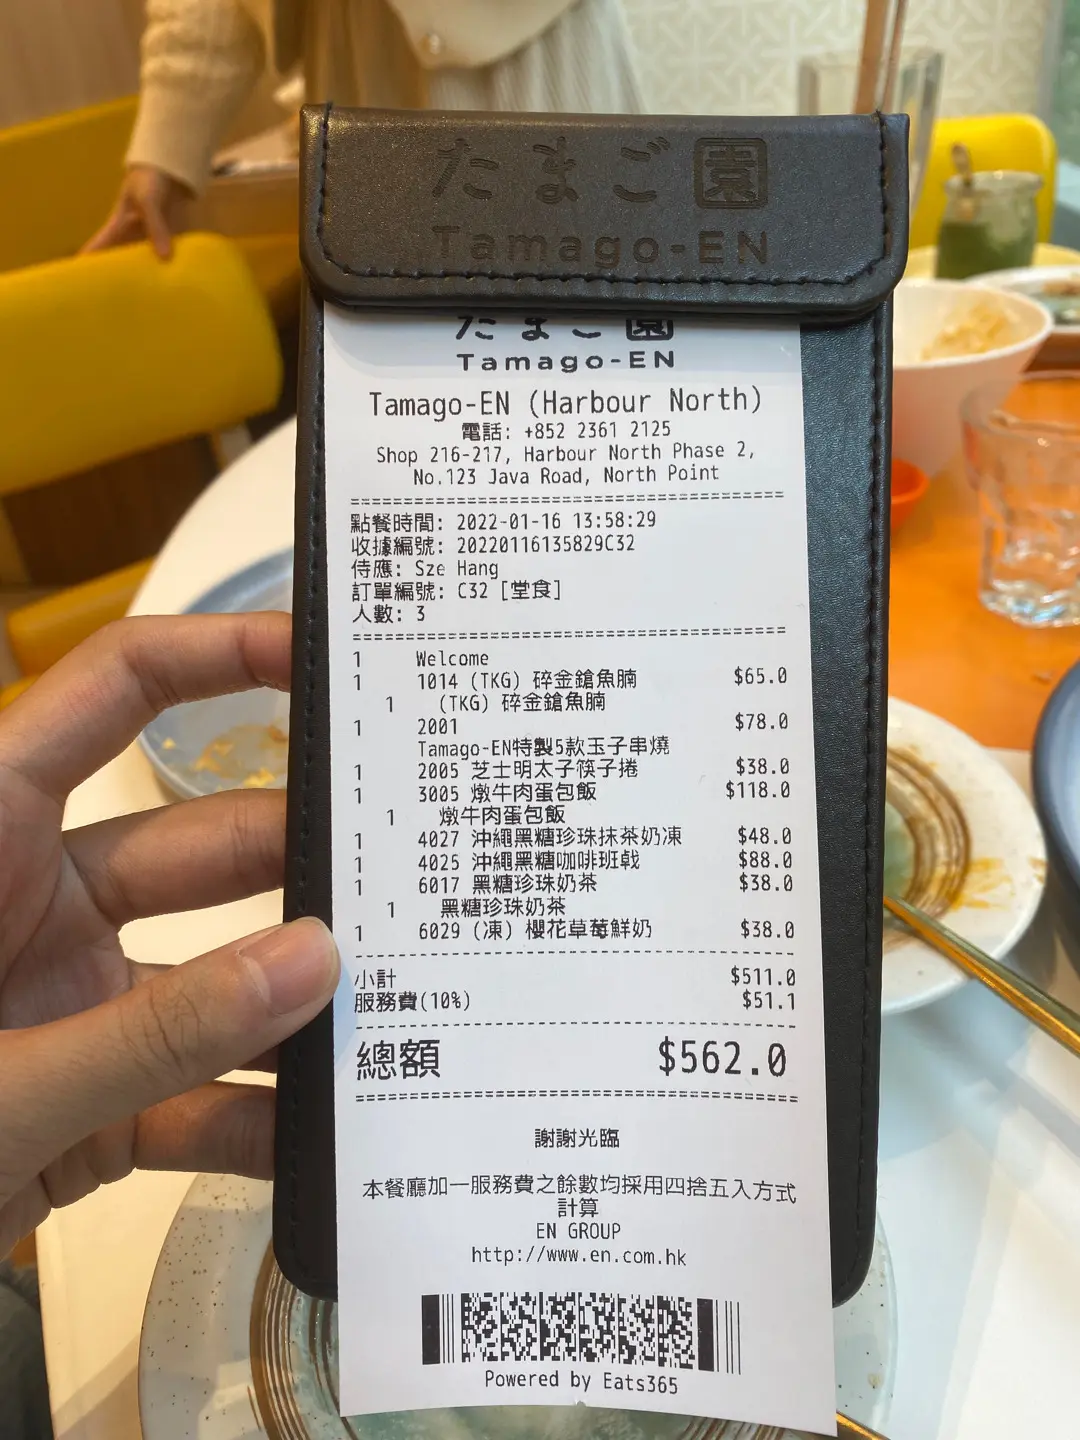 たまご園
Tamago-EN
たまご園
Tamago-EN
Tamago-EN (Harbour North)
電話: +852 2361 2125
Shop 216-217, Harbour North Phase 2,
No.123 Java Road, North Point
點餐時間: 2022-01-16 13:58:29
收據編號: 20220116135829C32
侍應: Sze Hang
訂單編號: C32 [堂食]
人數: 3
1 Welcome
1 1014 (TKG) 碎金鎗魚腩 $65.0
1 (TKG) 碎金鎗魚腩
1 2001 $78.0
Tamago-EN特製5款玉子串燒
1 2005 芝士明太子筷子捲 $38.0
1 3005 燉牛肉蛋包飯 $118.0
1 燉牛肉蛋包飯
1 4027 沖繩黑糖珍珠抹茶奶凍 $48.0
1 4025 沖繩黑糖咖啡班戟 $88.0
1 6017 黑糖珍珠奶茶 $38.0
1 黑糖珍珠奶茶
1 6029 (凍) 櫻花草莓鮮奶 $38.0
小計 $511.0
服務費(10%) $51.1
總額 $562.0
謝謝光臨
本餐廳加一服務費之餘數均採用四捨五入方式
計算
EN GROUP
http://www.en.com.hk
Powered by Eats365